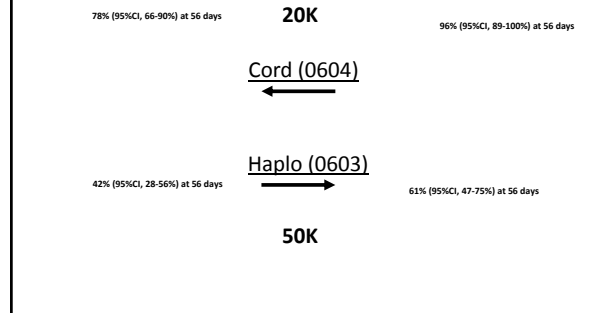 78% (95%CI, 66-90%) at 56 days
20K
96% (95%CI, 89-100%) at 56 days
Cord (0604)
Haplo (0603)
42% (95%CI, 28-56%) at 56 days
61% (95%CI, 47-75%) at 56 days
50K